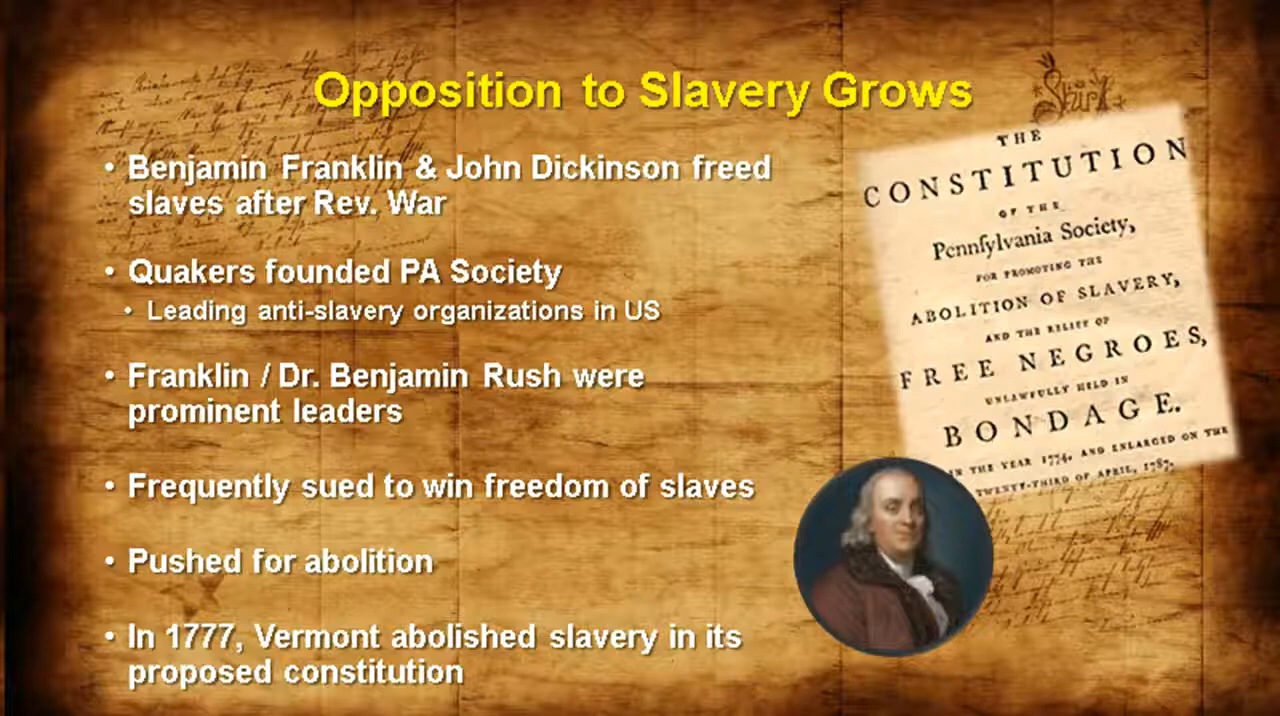 Opposition to Slavery Grows
• Benjamin Franklin & John Dickinson freed
slaves after Rev. War
• Quakers founded PA Society
• Leading anti-slavery organizations in US
• Franklin / Dr. Benjamin Rush were
prominent leaders
• Frequently sued to win freedom of slaves
• Pushed for abolition
• In 1777, Vermont abolished slavery in its
proposed constitution
THE
CONSTITUTION
OF THE
Pennſylvania Society,
FOR PROMOTING THE
ABOLITION OF SLAVERY,
AND THE RELIEF OF
FREE NEGROES,
UNLAWFULLY HELD IN
BONDAGE.
IN THE YEAR 1774, AND ENLARGED ON THE
TWENTY-THIRD OF APRIL, 1787.